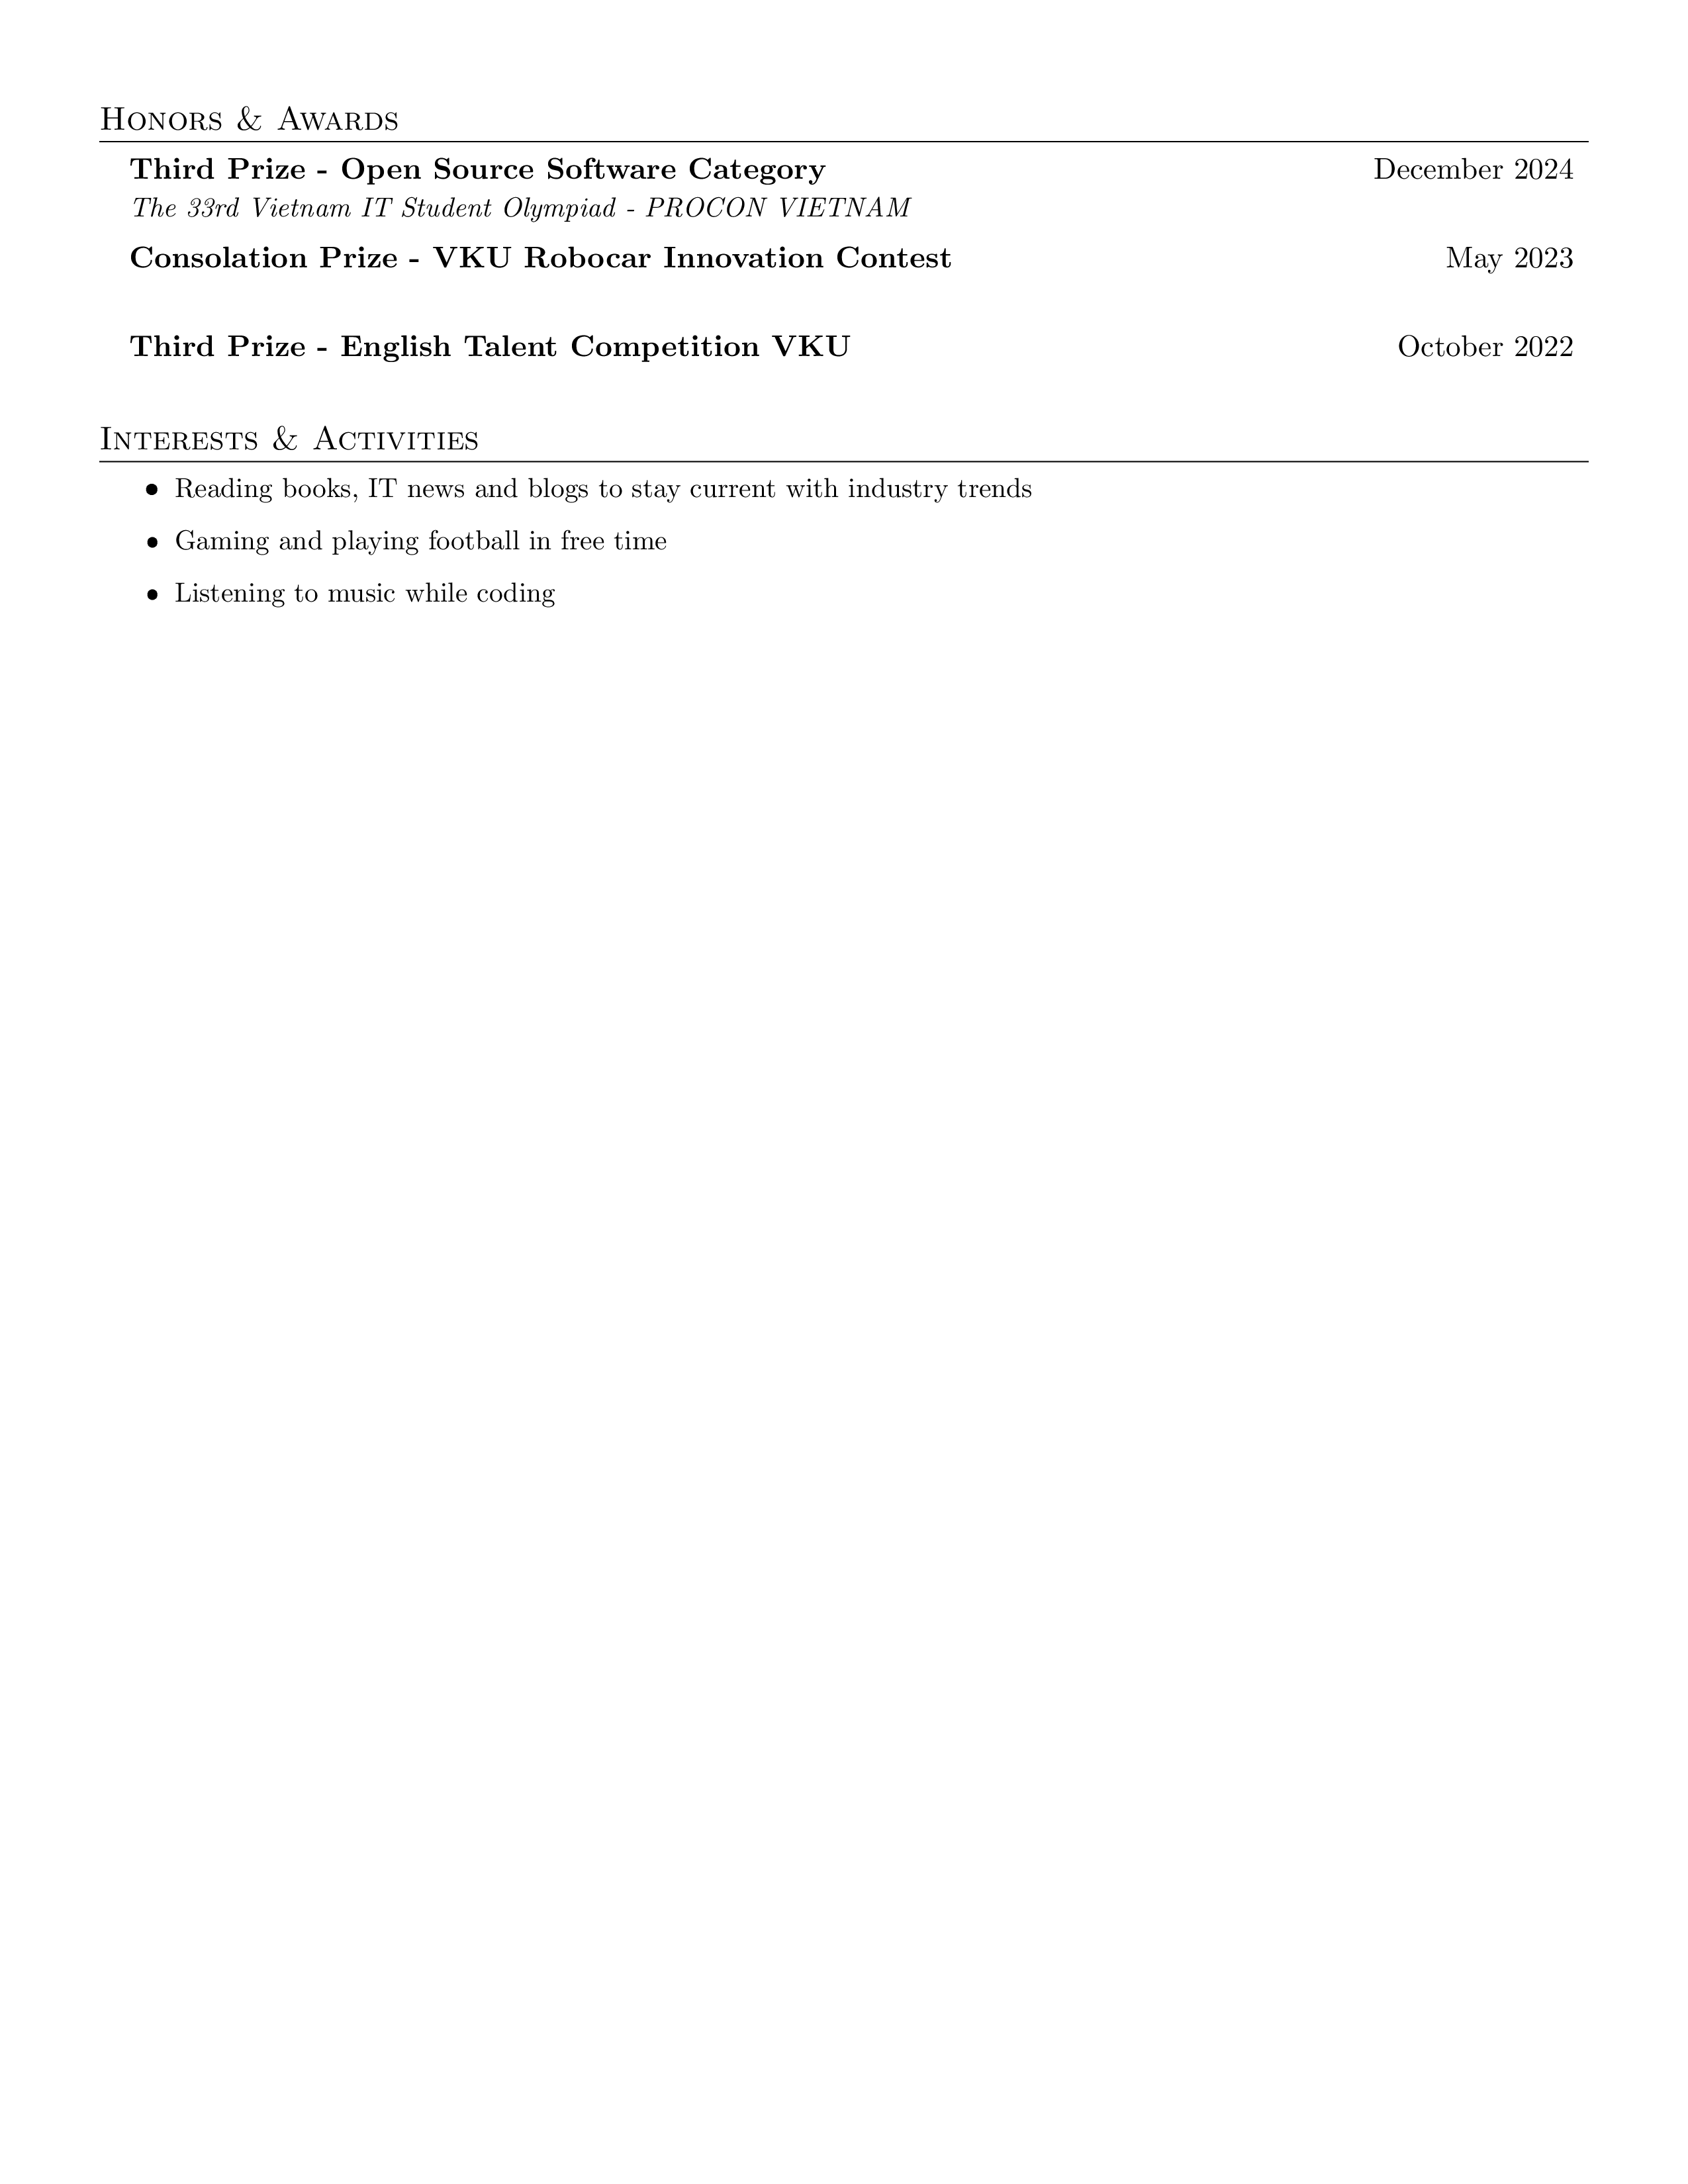 Honors & Awards
Third Prize - Open Source Software Category December 2024
The 33rd Vietnam IT Student Olympiad - PROCON VIETNAM
Consolation Prize - VKU Robocar Innovation Contest May 2023
Third Prize - English Talent Competition VKU October 2022
Interests & Activities
• Reading books, IT news and blogs to stay current with industry trends
• Gaming and playing football in free time
• Listening to music while coding